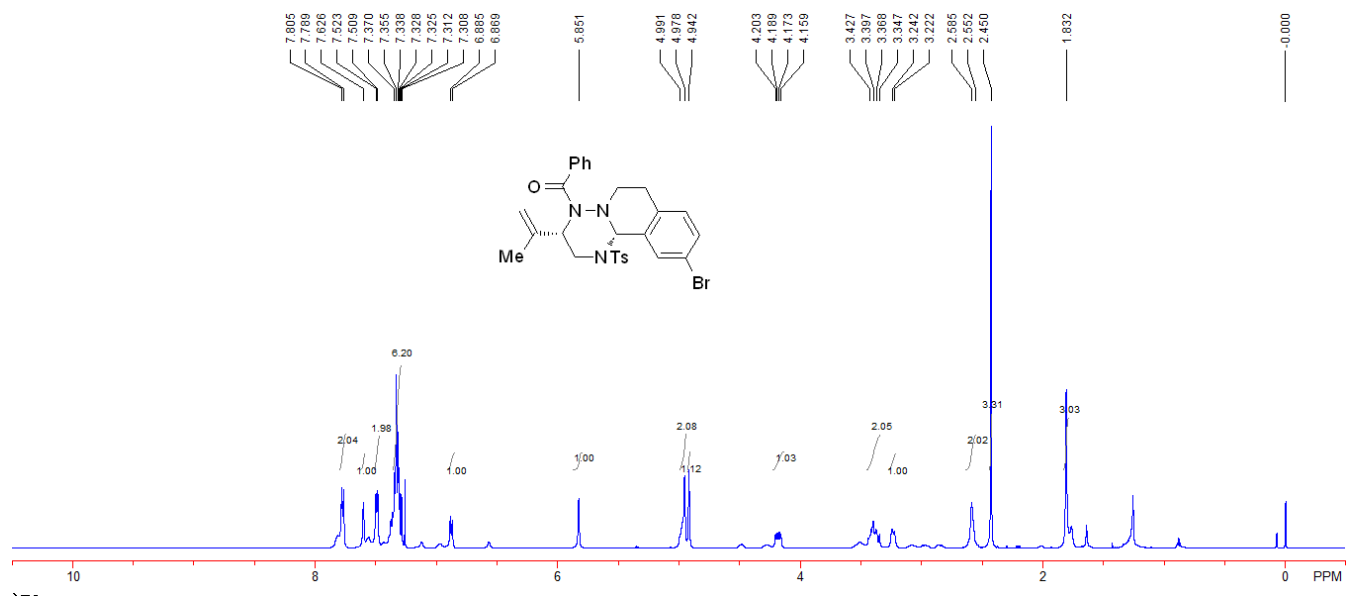 7.805 7.789 7.626 7.523 7.509 7.370 7.355 7.338 7.328 7.325 7.312 7.308 6.885 6.869 5.851 4.991 4.978 4.942 4.203 4.189 4.173 4.159 3.427 3.397 3.368 3.347 3.242 3.222 2.585 2.552 2.450 1.832 -0.000
Ph
O
N N
Me
NTs
Br
6.20
2.04 1.00 1.98 1.00 1.00 2.08 1.12 1.03 2.05 1.00 2.02 3.31 3.03
10 8 6 4 2 0 PPM